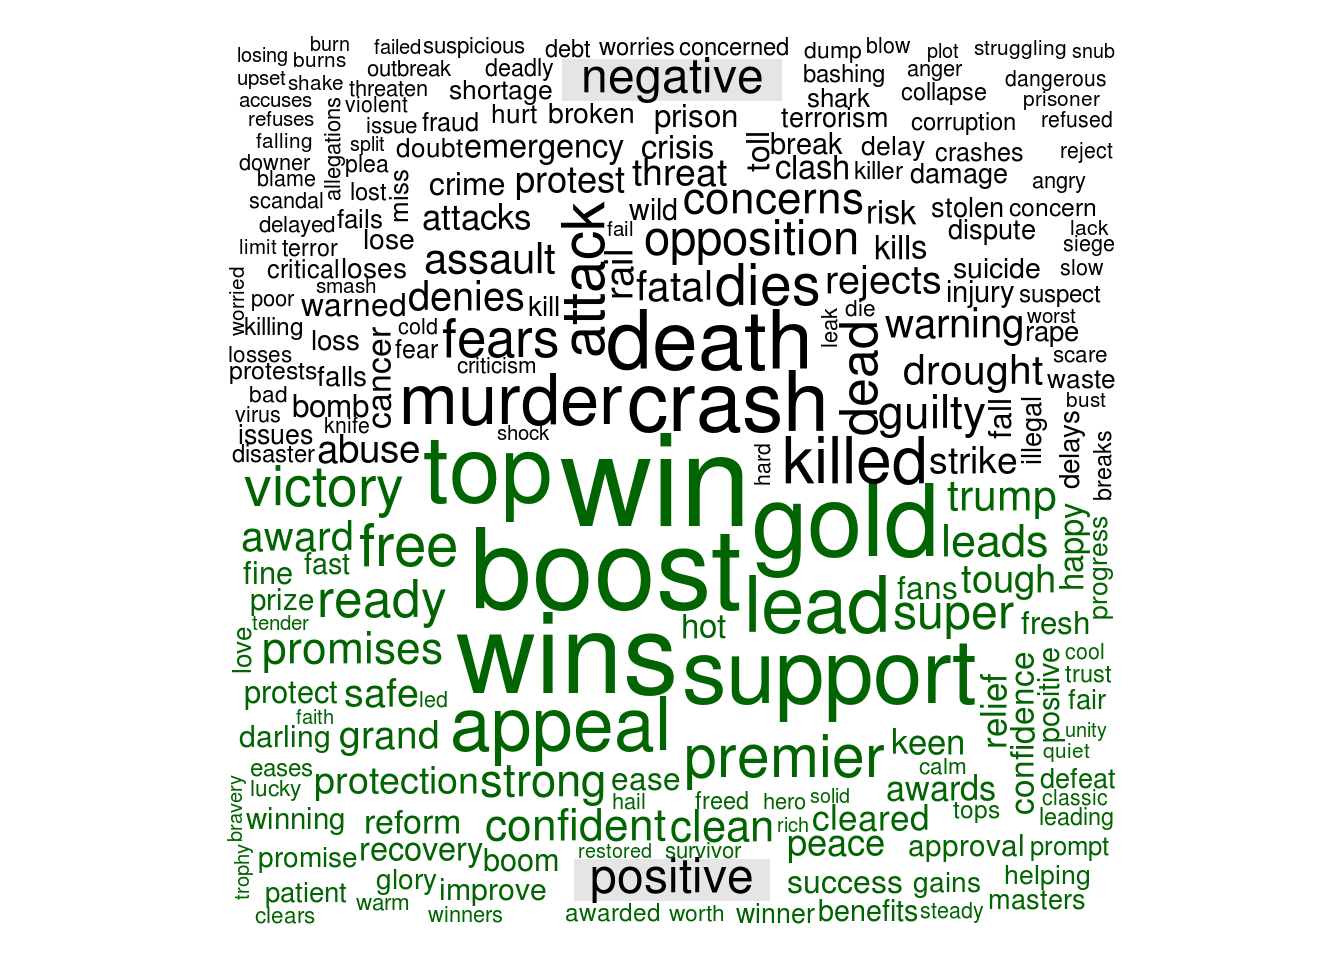 losing burn failed suspicious debt worries concerned dump blow plot struggling snub
burns outbreak deadly negative bashing anger dangerous
upset shake threaten shortage shark collapse prisoner
accuses violent hurt broken prison terrorism corruption refused
refuses issue fraud
falling allegations split doubt emergency crisis toll break delay crashes reject
downer plea threat clash killer damage angry
blame lost miss crime protest
scandal attacks wild concerns risk stolen concern
delayed fails attack fail opposition dispute lack
limit terror lose rail kills siege
critical loses assault fatal dies rejects suicide slow
worried smash denies kill injury suspect
poor warned death leak die warning worst
killing loss cold fears dead rape
losses fear drought scare
protests falls cancer criticism waste
bad bomb murder crash guilty fall illegal bust
virus knife
issues shock delays breaks
disaster abuse hard killed strike
victory top win gold trump
award free boost leads happy progress
fine fast
prize ready lead fans tough
tender super fresh
love promises wins hot support cool
protect safe led relief confidence positive trust
faith fair
darling grand appeal premier keen unity
quiet
eases protection strong ease calm defeat
lucky awards classic
bravery winning reform confident hail freed hero solid cleared tops leading
clean rich
trophy promise recovery boom restored survivor peace approval prompt
patient glory improve positive success gains helping
warm masters
clears winners awarded worth winner benefits steady